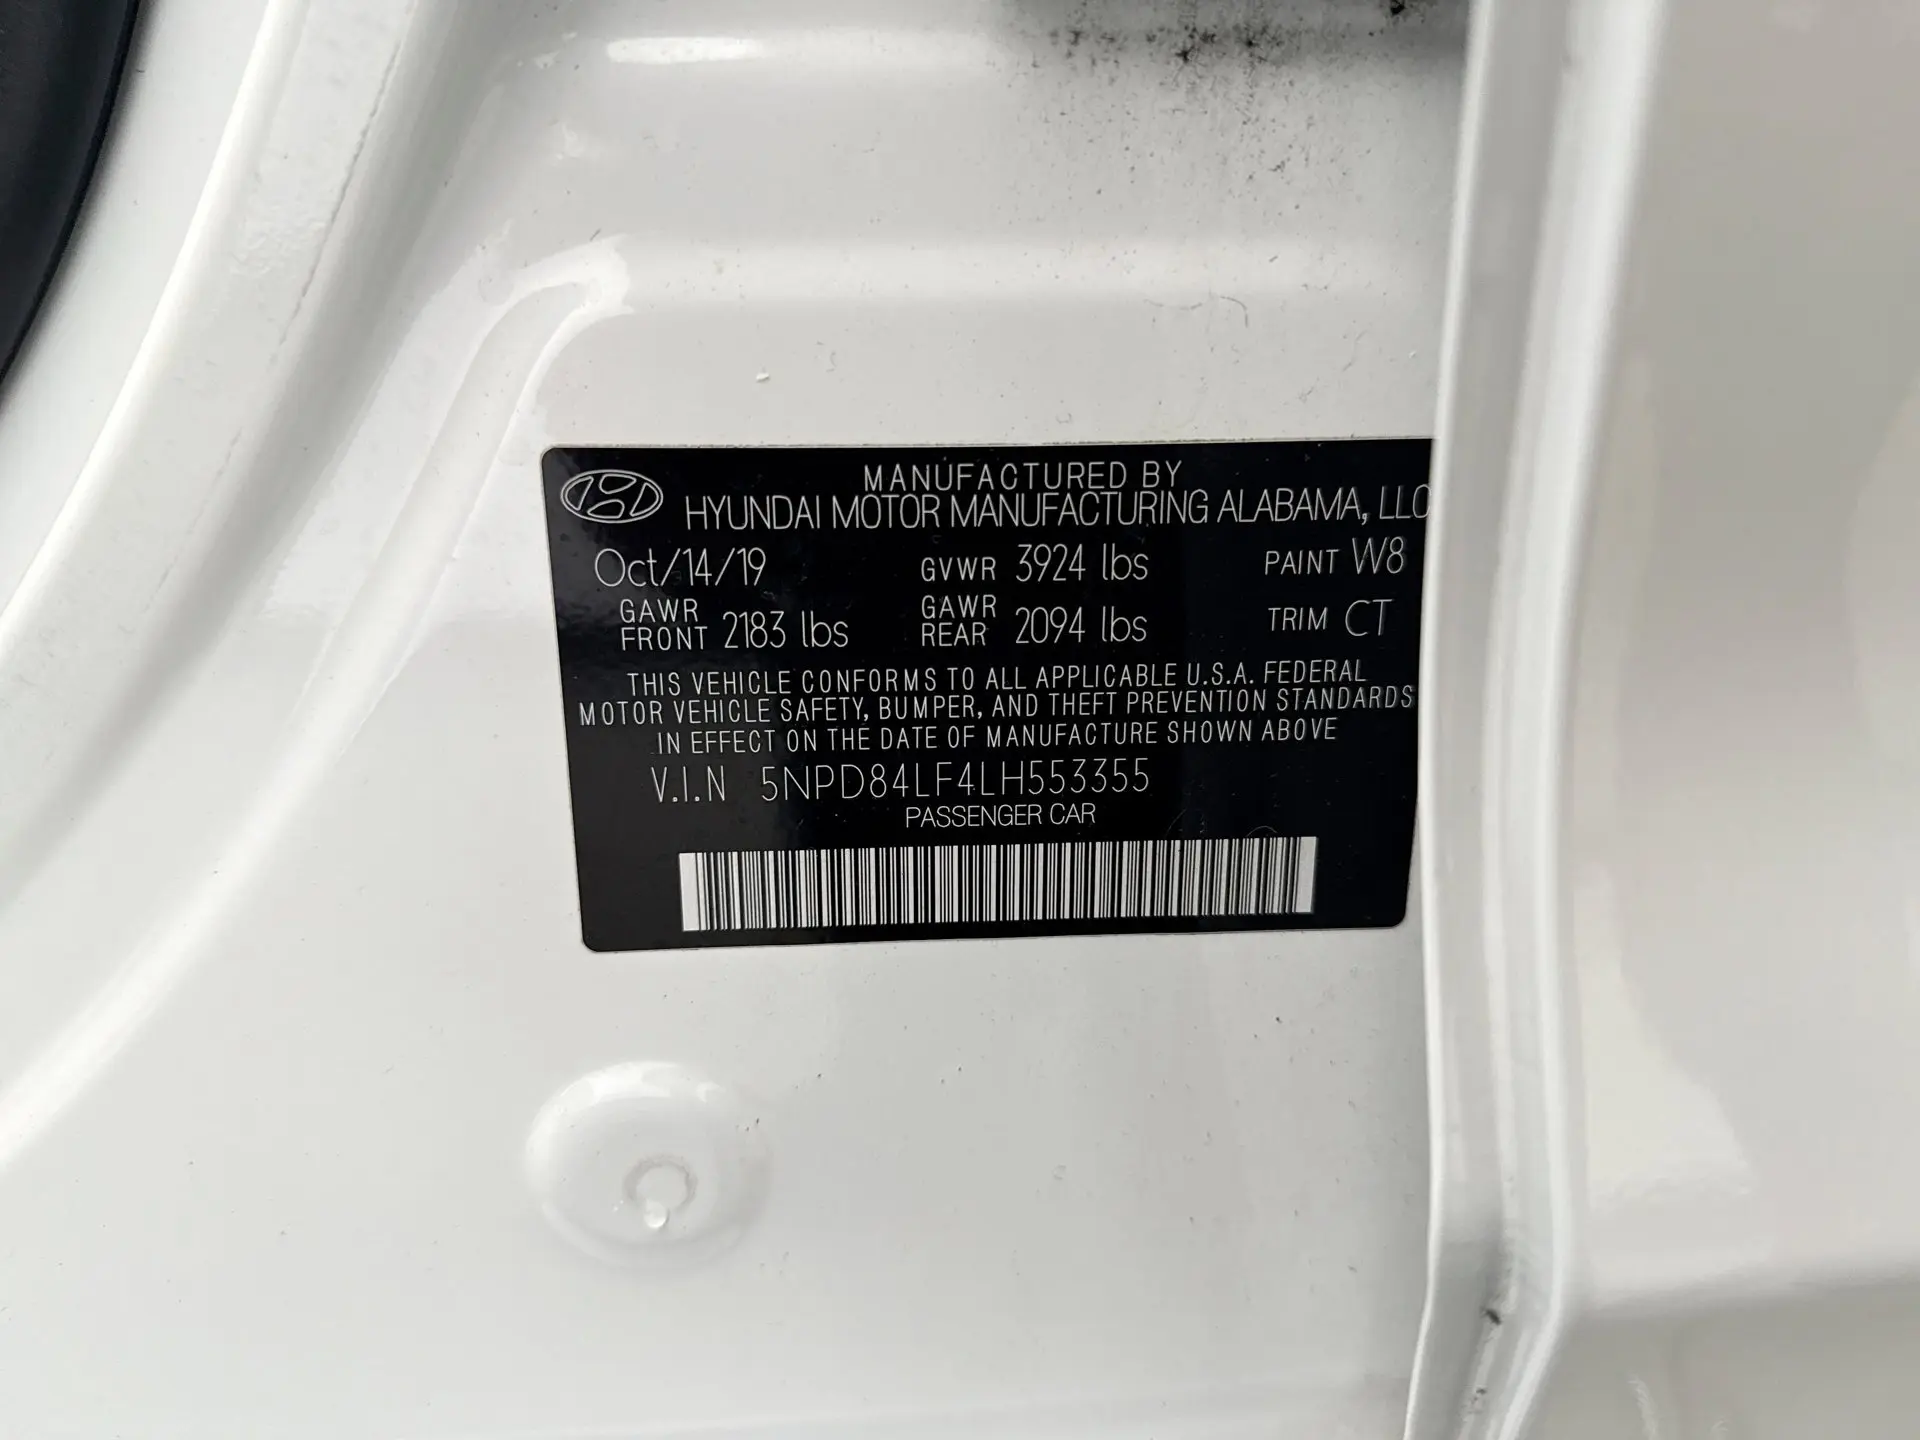 MANUFACTURED BY
HYUNDAI MOTOR MANUFACTURING ALABAMA, LLC
Oct/14/19 GVWR 3924 lbs PAINT W8
GAWR FRONT 2183 lbs GAWR REAR 2094 lbs TRIM CT
THIS VEHICLE CONFORMS TO ALL APPLICABLE U.S.A. FEDERAL
MOTOR VEHICLE SAFETY, BUMPER, AND THEFT PREVENTION STANDARDS
IN EFFECT ON THE DATE OF MANUFACTURE SHOWN ABOVE
V.I.N 5NPD84LF4LH553355
PASSENGER CAR